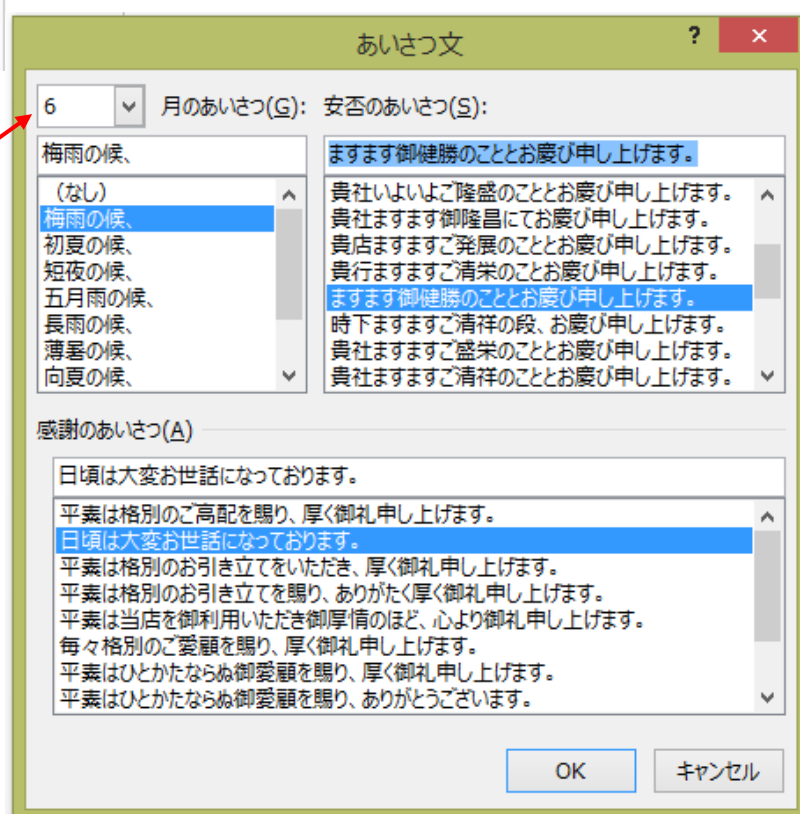 あいさつ文
?
×
6 月のあいさつ(G): 安否のあいさつ(S):
梅雨の候、
(なし)
梅雨の候、
初夏の候、
短夜の候、
五月雨の候、
長雨の候、
薄暑の候、
向夏の候、
ますます御健勝のこととお慶び申し上げます。
貴社いよいよご隆盛のこととお慶び申し上げます。
貴社ますます御隆昌にてお慶び申し上げます。
貴店ますますご発展のこととお慶び申し上げます。
貴行ますますご清栄のこととお慶び申し上げます。
ますます御健勝のこととお慶び申し上げます。
時下ますますご清祥の段、お慶び申し上げます。
貴社ますますご盛栄のこととお慶び申し上げます。
貴社ますますご清祥のこととお慶び申し上げます。
感謝のあいさつ(A)
日頃は大変お世話になっております。
平素は格別のご高配を賜り、厚く御礼申し上げます。
日頃は大変お世話になっております。
平素は格別のお引き立てをいただき、厚く御礼申し上げます。
平素は格別のお引き立てを賜り、ありがたく厚く御礼申し上げます。
平素は当店を御利用いただき御厚情のほど、心より御礼申し上げます。
毎々格別のご愛顧を賜り、厚く御礼申し上げます。
平素はひとかたならぬ御愛顧を賜り、厚く御礼申し上げます。
平素はひとかたならぬ御愛顧を賜り、ありがとうございます。
OK
キャンセル